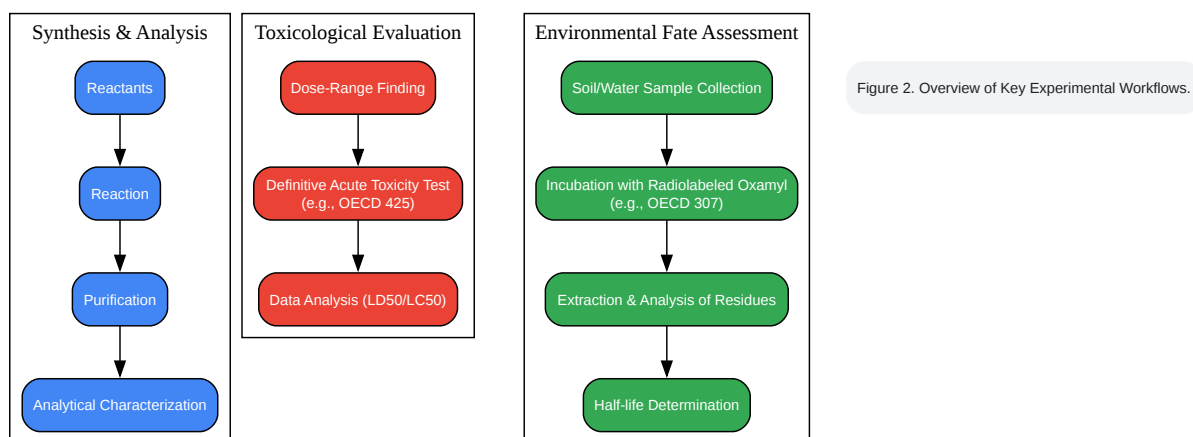 Synthesis & Analysis
Reactants
Reaction
Purification
Analytical Characterization
Toxicological Evaluation
Dose-Range Finding
Definitive Acute Toxicity Test
(e.g., OECD 425)
Data Analysis (LD50/LC50)
Environmental Fate Assessment
Soil/Water Sample Collection
Incubation with Radiolabeled Oxamyl
(e.g., OECD 307)
Extraction & Analysis of Residues
Half-life Determination
Figure 2. Overview of Key Experimental Workflows.